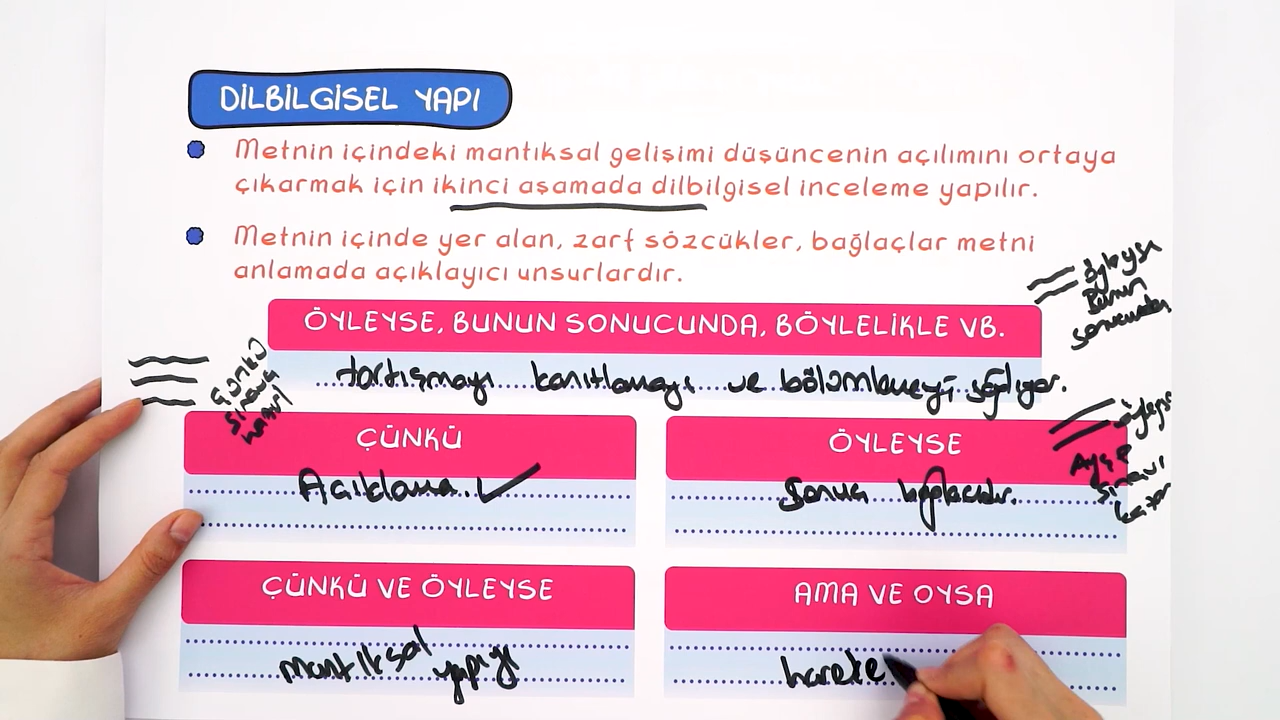 DİLBİLGİSEL YAPI
Metnin içindeki mantıksal gelişimi düşüncenin açılımını ortaya
çıkarmak için ikinci aşamada dilbilgisel inceleme yapılır.
Metnin içinde yer alan, zarf sözcükler, bağlaçlar metni
anlamada açıklayıcı unsurlardır.
öyleyse
Bunun
sonucunda
ÖYLEYSE, BUNUN SONUCUNDA, BÖYLELİKLE VB.
tartışmayı kanıtlamayı ve bölümlemeyi sağlıyor.
çünkü
sınava
ÇÜNKÜ
Açıklama.
ÖYLEYSE
Sonuç bağlacıdır.
öyleyse
Ayşe
sınavı
ÇÜNKÜ VE ÖYLEYSE
mantıksal
yapıyı
AMA VE OYSA
hareke